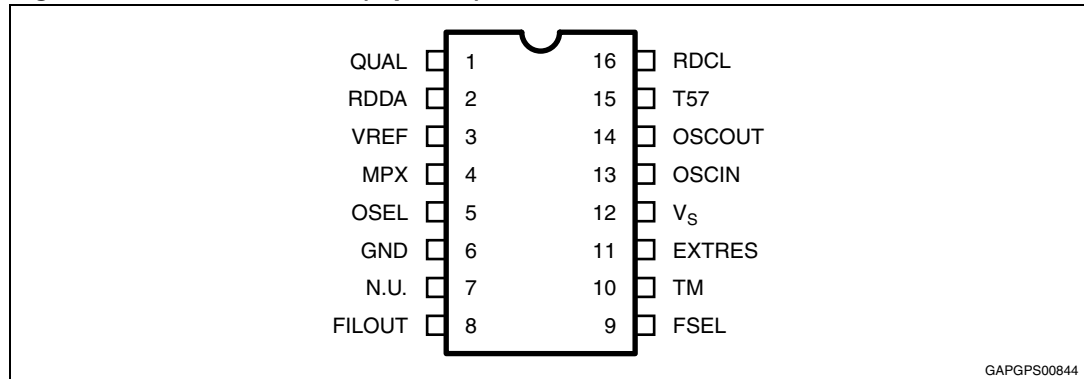 QUAL 1 16 RDCL
RDDA 2 15 T57
VREF 3 14 OSCOUT
MPX 4 13 OSCIN
OSEL 5 12 VS
GND 6 11 EXTRES
N.U. 7 10 TM
FILOUT 8 9 FSEL
GAPGPS00844